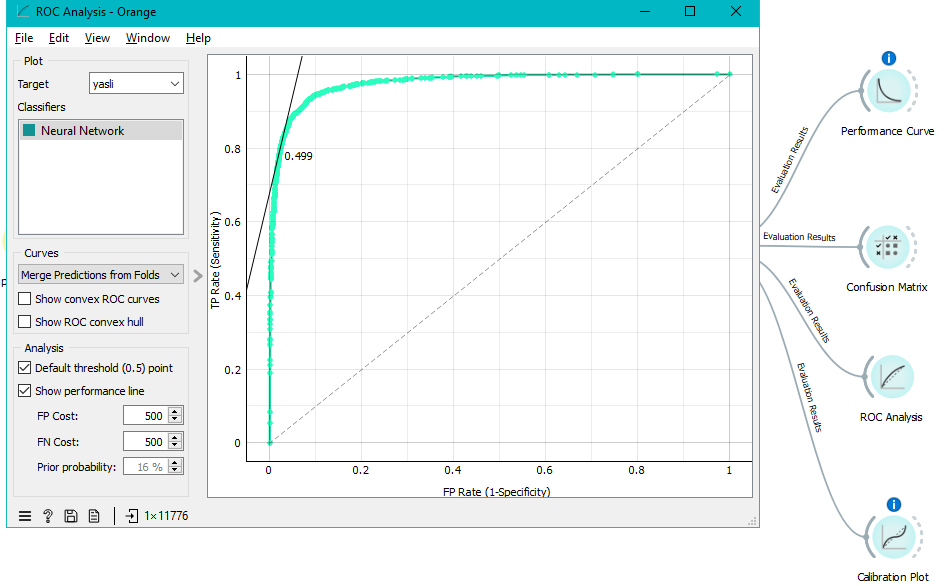 ROC Analysis - Orange
File Edit View Window Help
Plot
Target yasli
Classifiers
Neural Network
Curves
Merge Predictions from Folds
Show convex ROC curves
Show ROC convex hull
Analysis
Default threshold (0.5) point
Show performance line
FP Cost: 500
FN Cost: 500
Prior probability: 16 %
1×11776
TP Rate (Sensitivity)
1
0.8
0.6
0.4
0.2
0
0.499
0 0.2 0.4 0.6 0.8 1
FP Rate (1-Specificity)
Evaluation Results
Performance Curve
Evaluation Results
Confusion Matrix
Evaluation Results
ROC Analysis
Evaluation Results
Calibration Plot